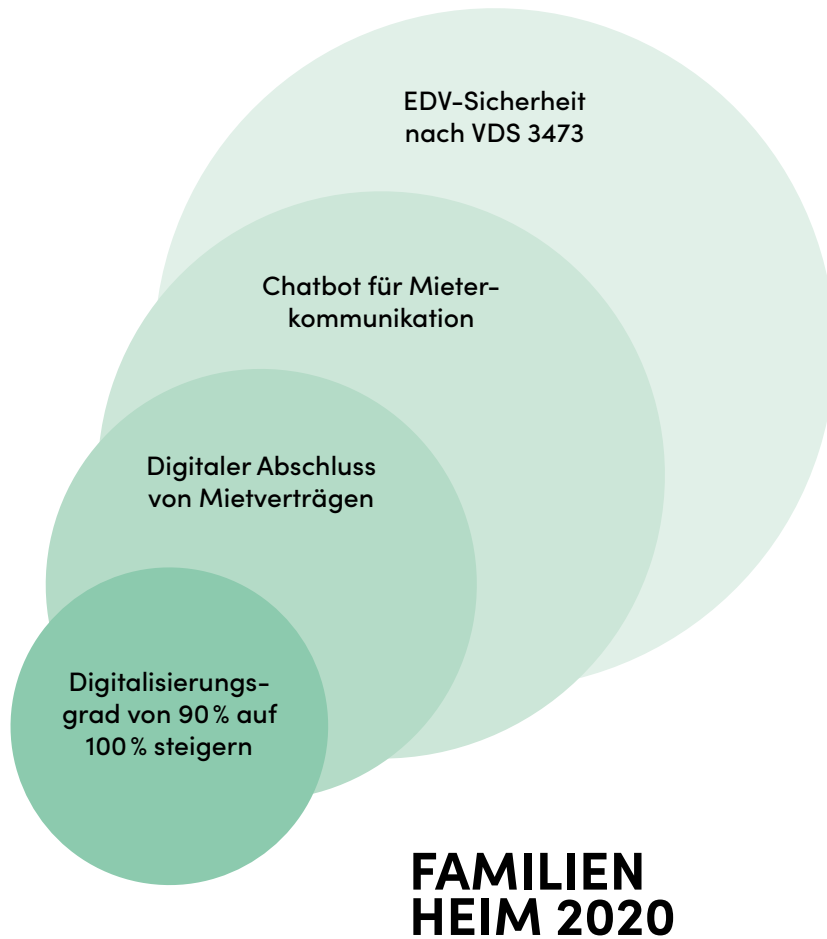 EDV-Sicherheit
nach VDS 3473
Chatbot für Mieter-
kommunikation
Digitaler Abschluss
von Mietverträgen
Digitalisierungs-
grad von 90 % auf
100 % steigern
FAMILIEN
HEIM 2020